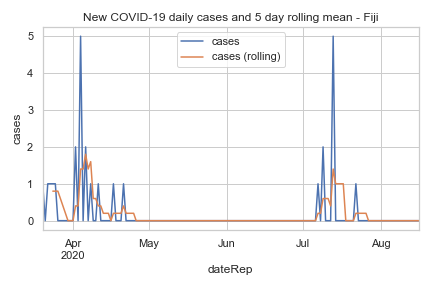 New COVID-19 daily cases and 5 day rolling mean - Fiji
cases
cases (rolling)
5
4
3
2
1
0
cases
Apr
2020
May
Jun
Jul
Aug
dateRep